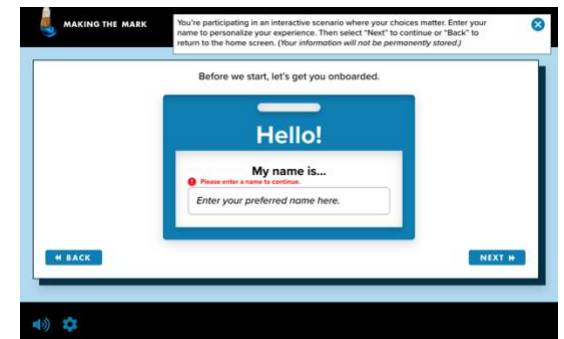 MAKING THE MARK
You're participating in an interactive scenario where your choices matter. Enter your
name to personalize your experience. Then select "Next" to continue or "Back" to
return to the home screen. (Your information will not be permanently stored.)
Before we start, let's get you onboarded.
Hello!
My name is...
Please enter a name to continue.
Enter your preferred name here.
BACK
NEXT